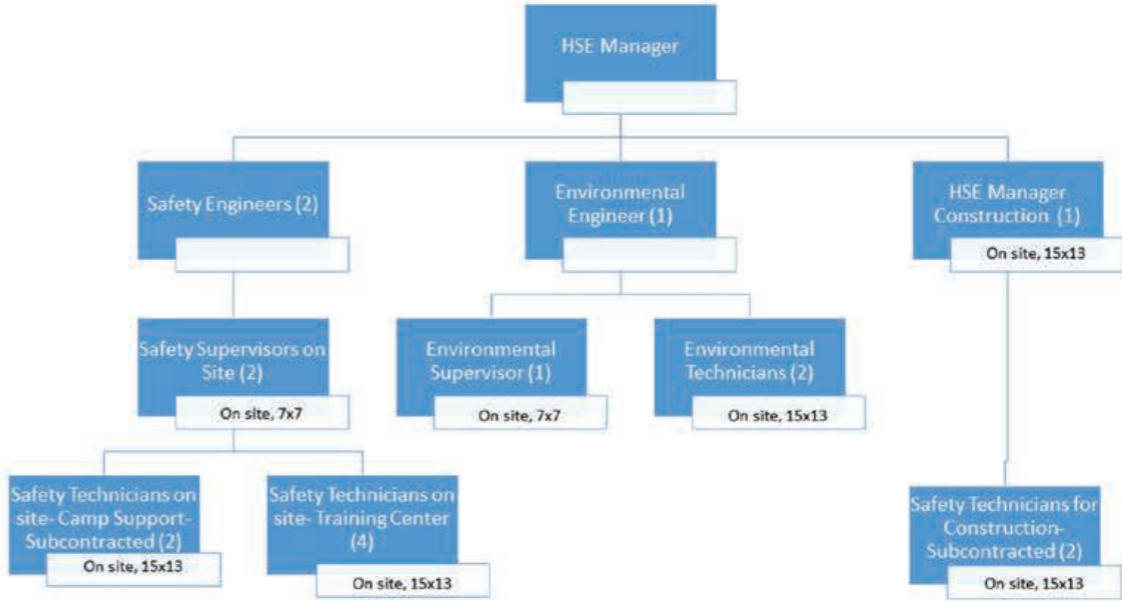 HSE Manager
Safety Engineers (2)
Environmental
Engineer (1)
HSE Manager
Construction (1)
On site, 15x13
Safety Supervisors on
Site (2)
On site, 7x7
Environmental
Supervisor (1)
On site, 7x7
Environmental
Technicians (2)
On site, 15x13
Safety Technicians on
site- Camp Support-
Subcontracted (2)
On site, 15x13
Safety Technicians on
site- Training Center
(4)
On site, 15x13
Safety Technicians for
Construction-
Subcontracted (2)
On site, 15x13